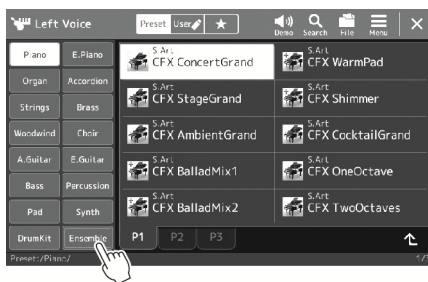 Left Voice
Preset User ★
Demo Search File Menu
Piano E.Piano
Organ Accordion
Strings Brass
Woodwind Choir
A.Guitar E.Guitar
Bass Percussion
Pad Synth
DrumKit Ensemble
S.Art
CFX ConcertGrand
S.Art
CFX WarmPad
S.Art
CFX StageGrand
S.Art
CFX Shimmer
S.Art
CFX AmbientGrand
S.Art
CFX CocktailGrand
S.Art
CFX BalladMix1
S.Art
CFX OneOctave
S.Art
CFX BalladMix2
S.Art
CFX TwoOctaves
P1 P2 P3
Preset:/Piano/